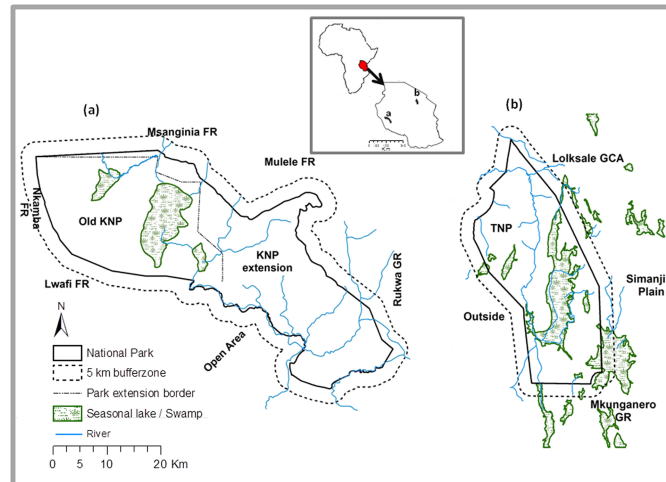 (a)
Msanginia FR
Mulele FR
Nkamba
FR
Old KNP
KNP
extension
Rukwa GR
Lwafi FR
Open Area
N
National Park
5 km bufferzone
Park extension border
Seasonal lake / Swamp
River
0 5 10 20 Km
a
b
(b)
Lolksale GCA
TNP
Simanji
Plain
Outside
Mkunganero
GR